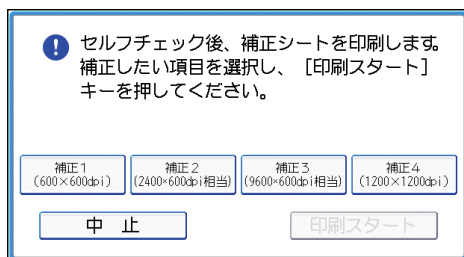 セルフチェック後、補正シートを印刷します。
補正したい項目を選択し、［印刷スタート］
キーを押してください。
補正1 補正2 補正3 補正4
(600×600dpi) (2400×600dpi相当) (9600×600dpi相当) (1200×1200dpi)
中 止 印刷スタート